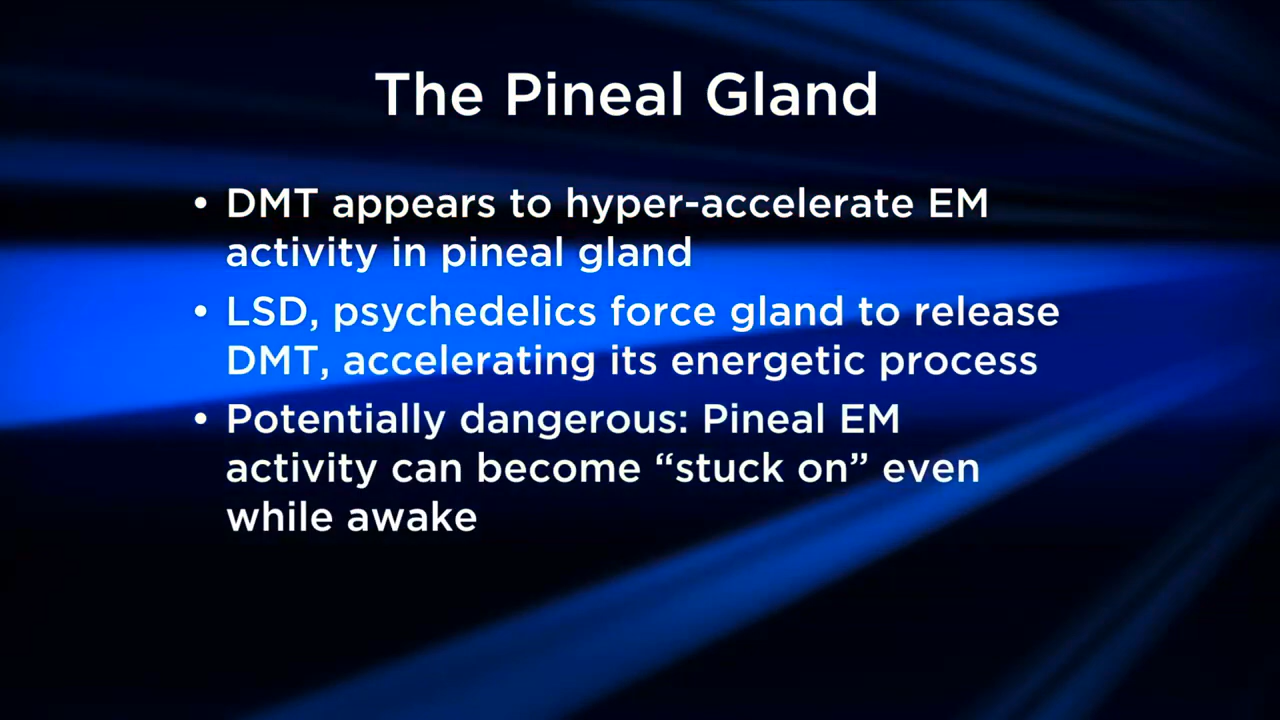 The Pineal Gland
• DMT appears to hyper-accelerate EM
activity in pineal gland
• LSD, psychedelics force gland to release
DMT, accelerating its energetic process
• Potentially dangerous: Pineal EM
activity can become “stuck on” even
while awake